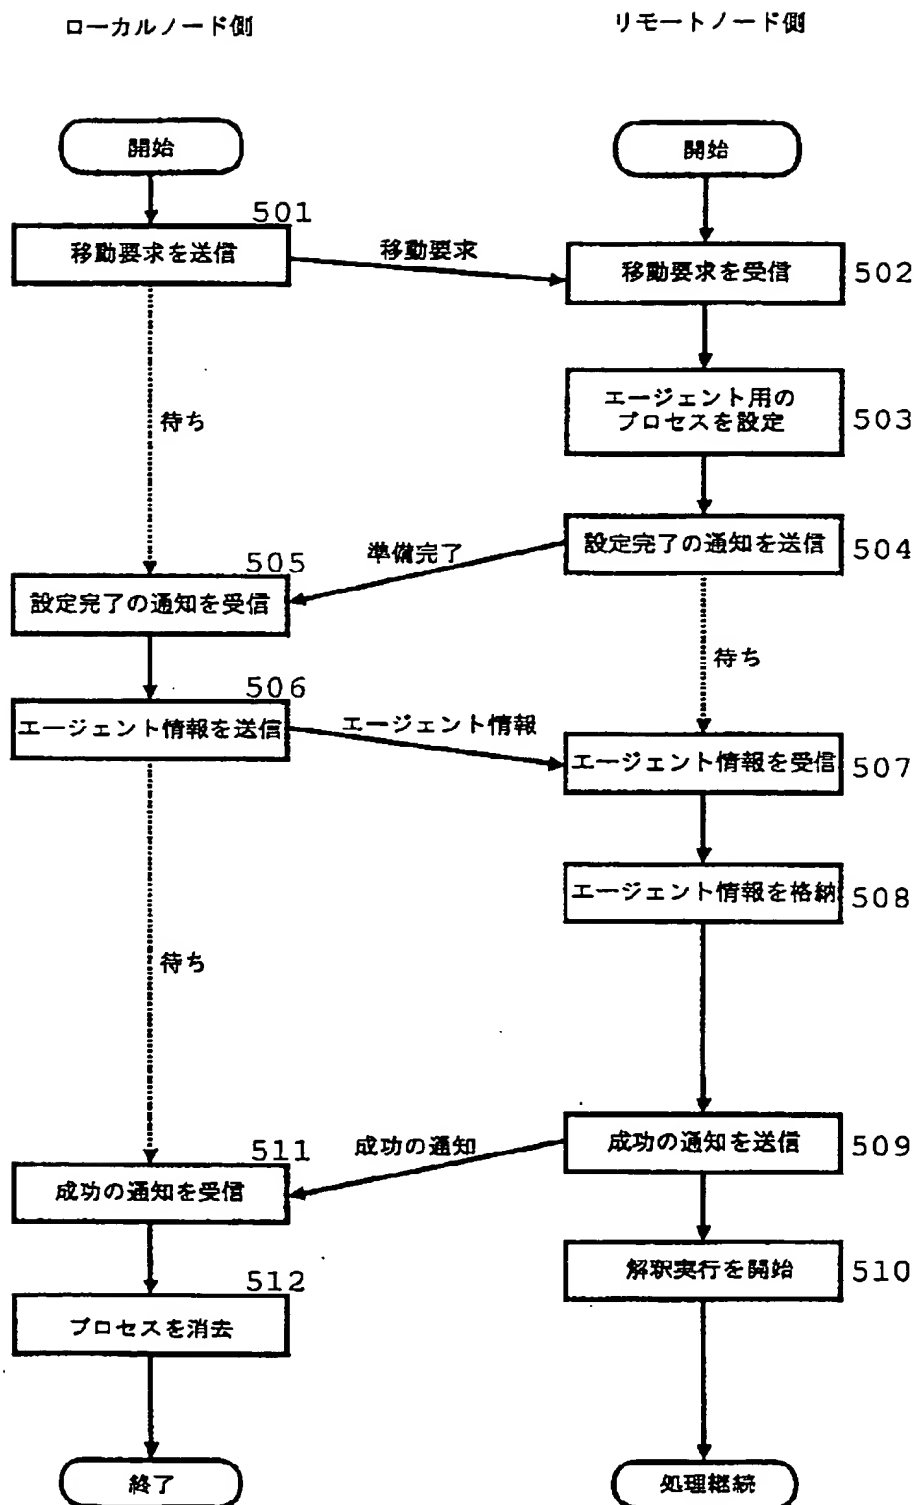 ローカルノード側
リモートノード側
開始
開始
501
移動要求を送信
移動要求
移動要求を受信
502
エージェント用の
プロセスを設定
503
待ち
設定完了の通知を送信
504
準備完了
505
設定完了の通知を受信
待ち
506
エージェント情報を送信
エージェント情報
エージェント情報を受信
507
エージェント情報を格納
508
待ち
成功の通知を送信
509
成功の通知
511
成功の通知を受信
解釈実行を開始
510
512
プロセスを消去
終了
処理継続